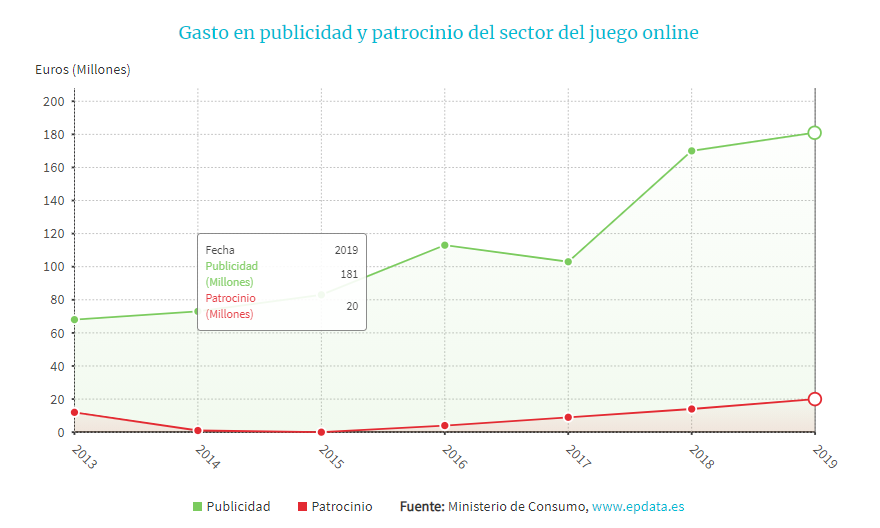 Gasto en publicidad y patrocinio del sector del juego online
Euros (Millones)
200
180
160
140
120
100
80
60
40
20
0
Fecha 2019
Publicidad
(Millones) 181
Patrocinio
(Millones) 20
2013 2014 2015 2016 2017 2018 2019
Publicidad Patrocinio Fuente: Ministerio de Consumo, www.epdata.es